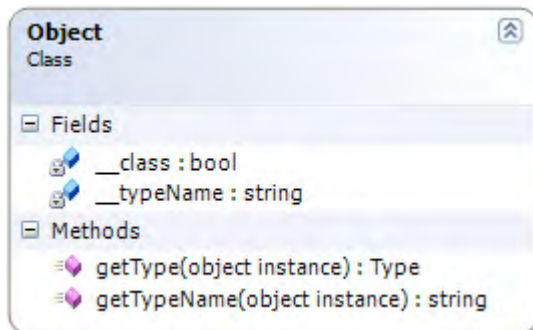 Object
Class
Fields
__class : bool
__typeName : string
Methods
getType(object instance) : Type
getTypeName(object instance) : string